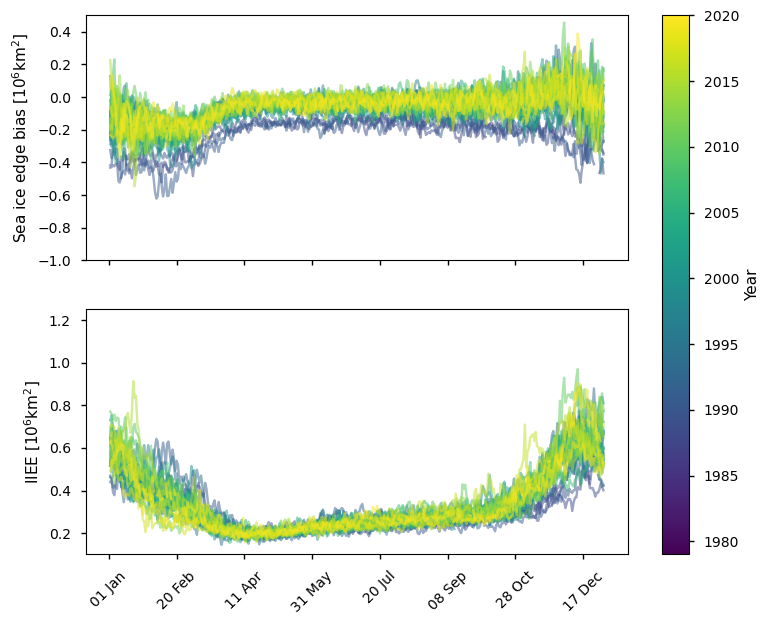 0.4
0.2
0.0
−0.2
−0.4
−0.6
−0.8
−1.0
Sea ice edge bias [10⁶km²]
1.2
1.0
0.8
0.6
0.4
0.2
IIEE [10⁶km²]
01 Jan
20 Feb
11 Apr
31 May
20 Jul
08 Sep
28 Oct
17 Dec
2020
2015
2010
2005
2000
1995
1990
1985
1980
Year